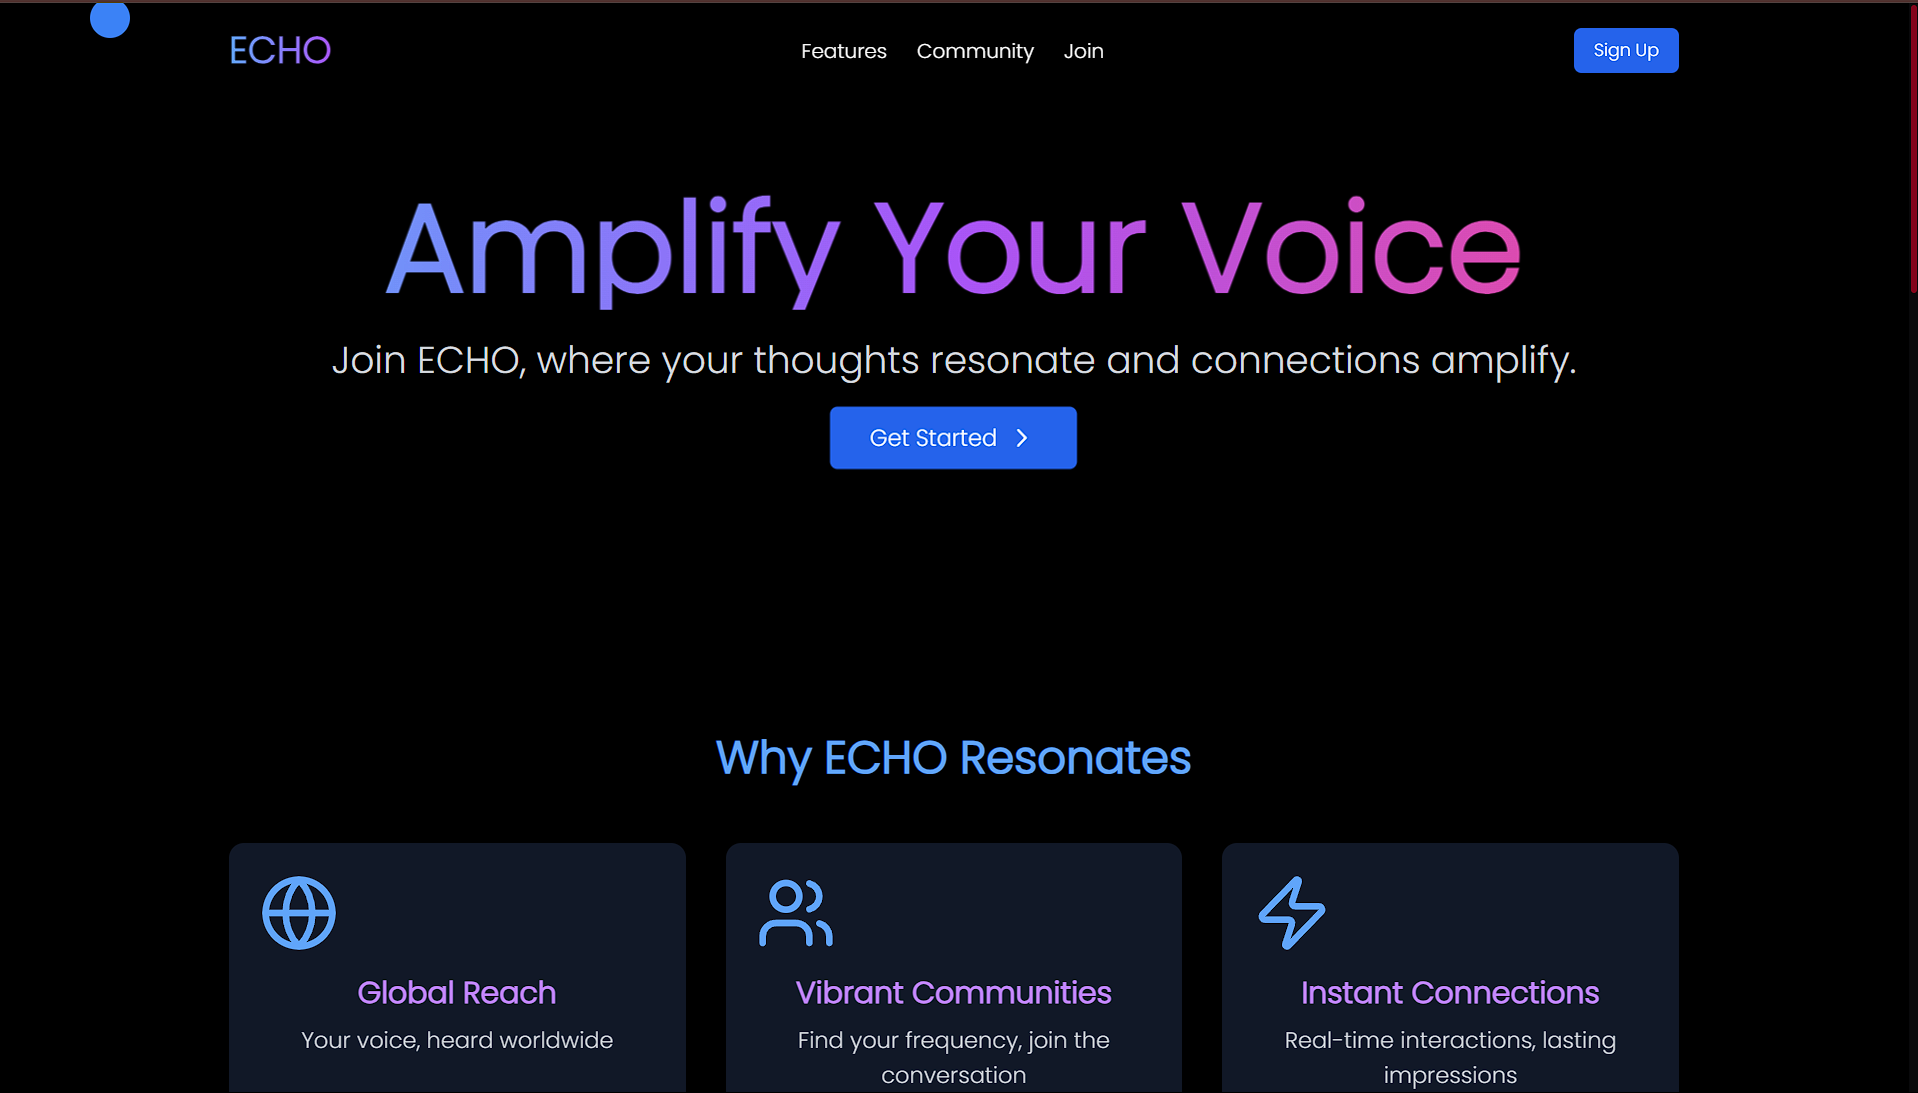 ECHO
Features
Community
Join
Sign Up
Amplify Your Voice
Join ECHO, where your thoughts resonate and connections amplify.
Get Started
Why ECHO Resonates
Global Reach
Your voice, heard worldwide
Vibrant Communities
Find your frequency, join the
conversation
Instant Connections
Real-time interactions, lasting
impressions